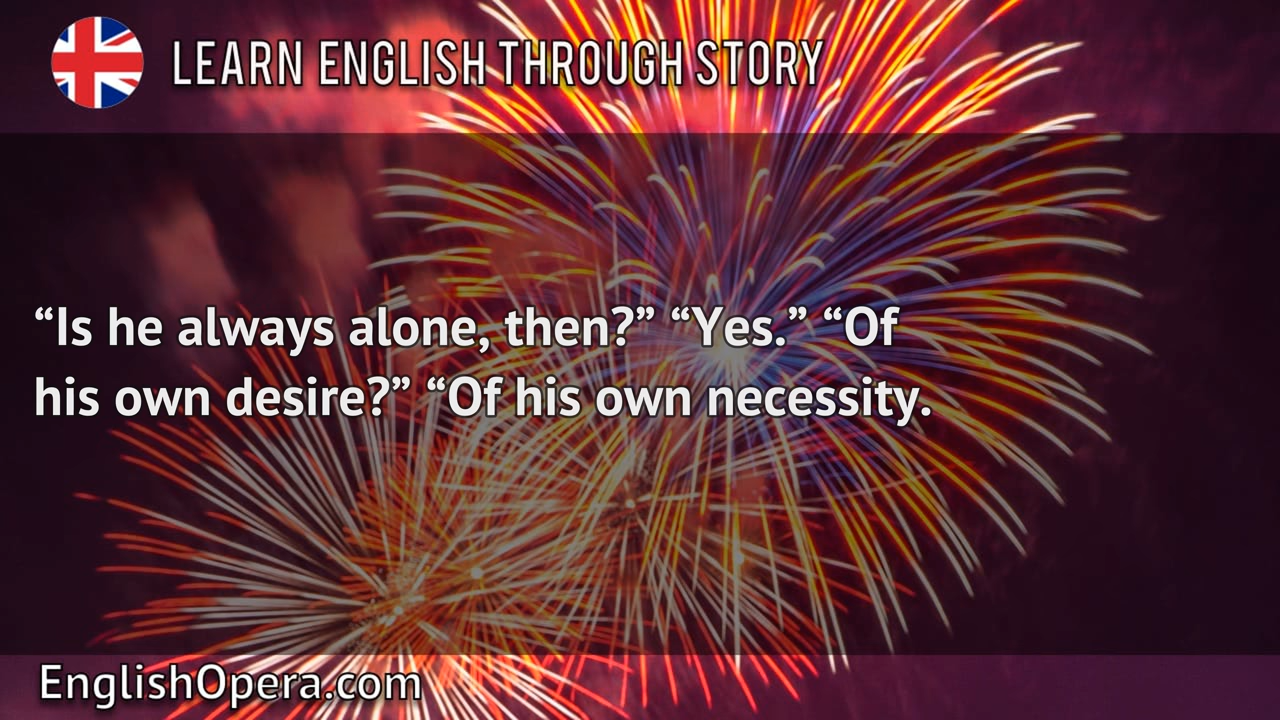 LEARN ENGLISH THROUGH STORY
“Is he always alone, then?” “Yes.” “Of
his own desire?” “Of his own necessity.
EnglishOpera.com